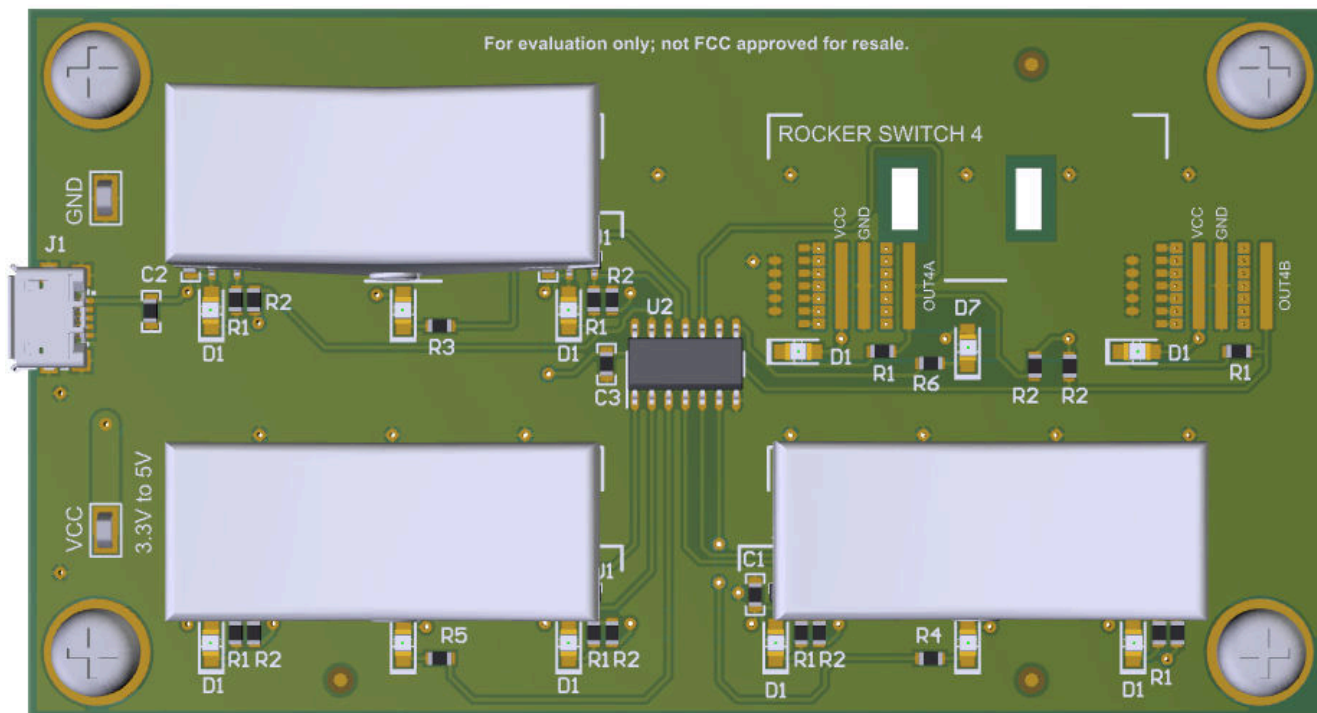 For evaluation only; not FCC approved for resale.
ROCKER SWITCH 4
GND
J1
VCC
GND
OUT4A
VCC
GND
OUT4B
C2
R1
R2
D1
R3
R1
R2
D1
U2
C3
D1
R1
R6
D7
R2
R2
D1
R1
VCC
3.3V to 5V
C1
R1
R2
D1
R5
R1
R2
D1
R1
R2
D1
R4
D1
R1